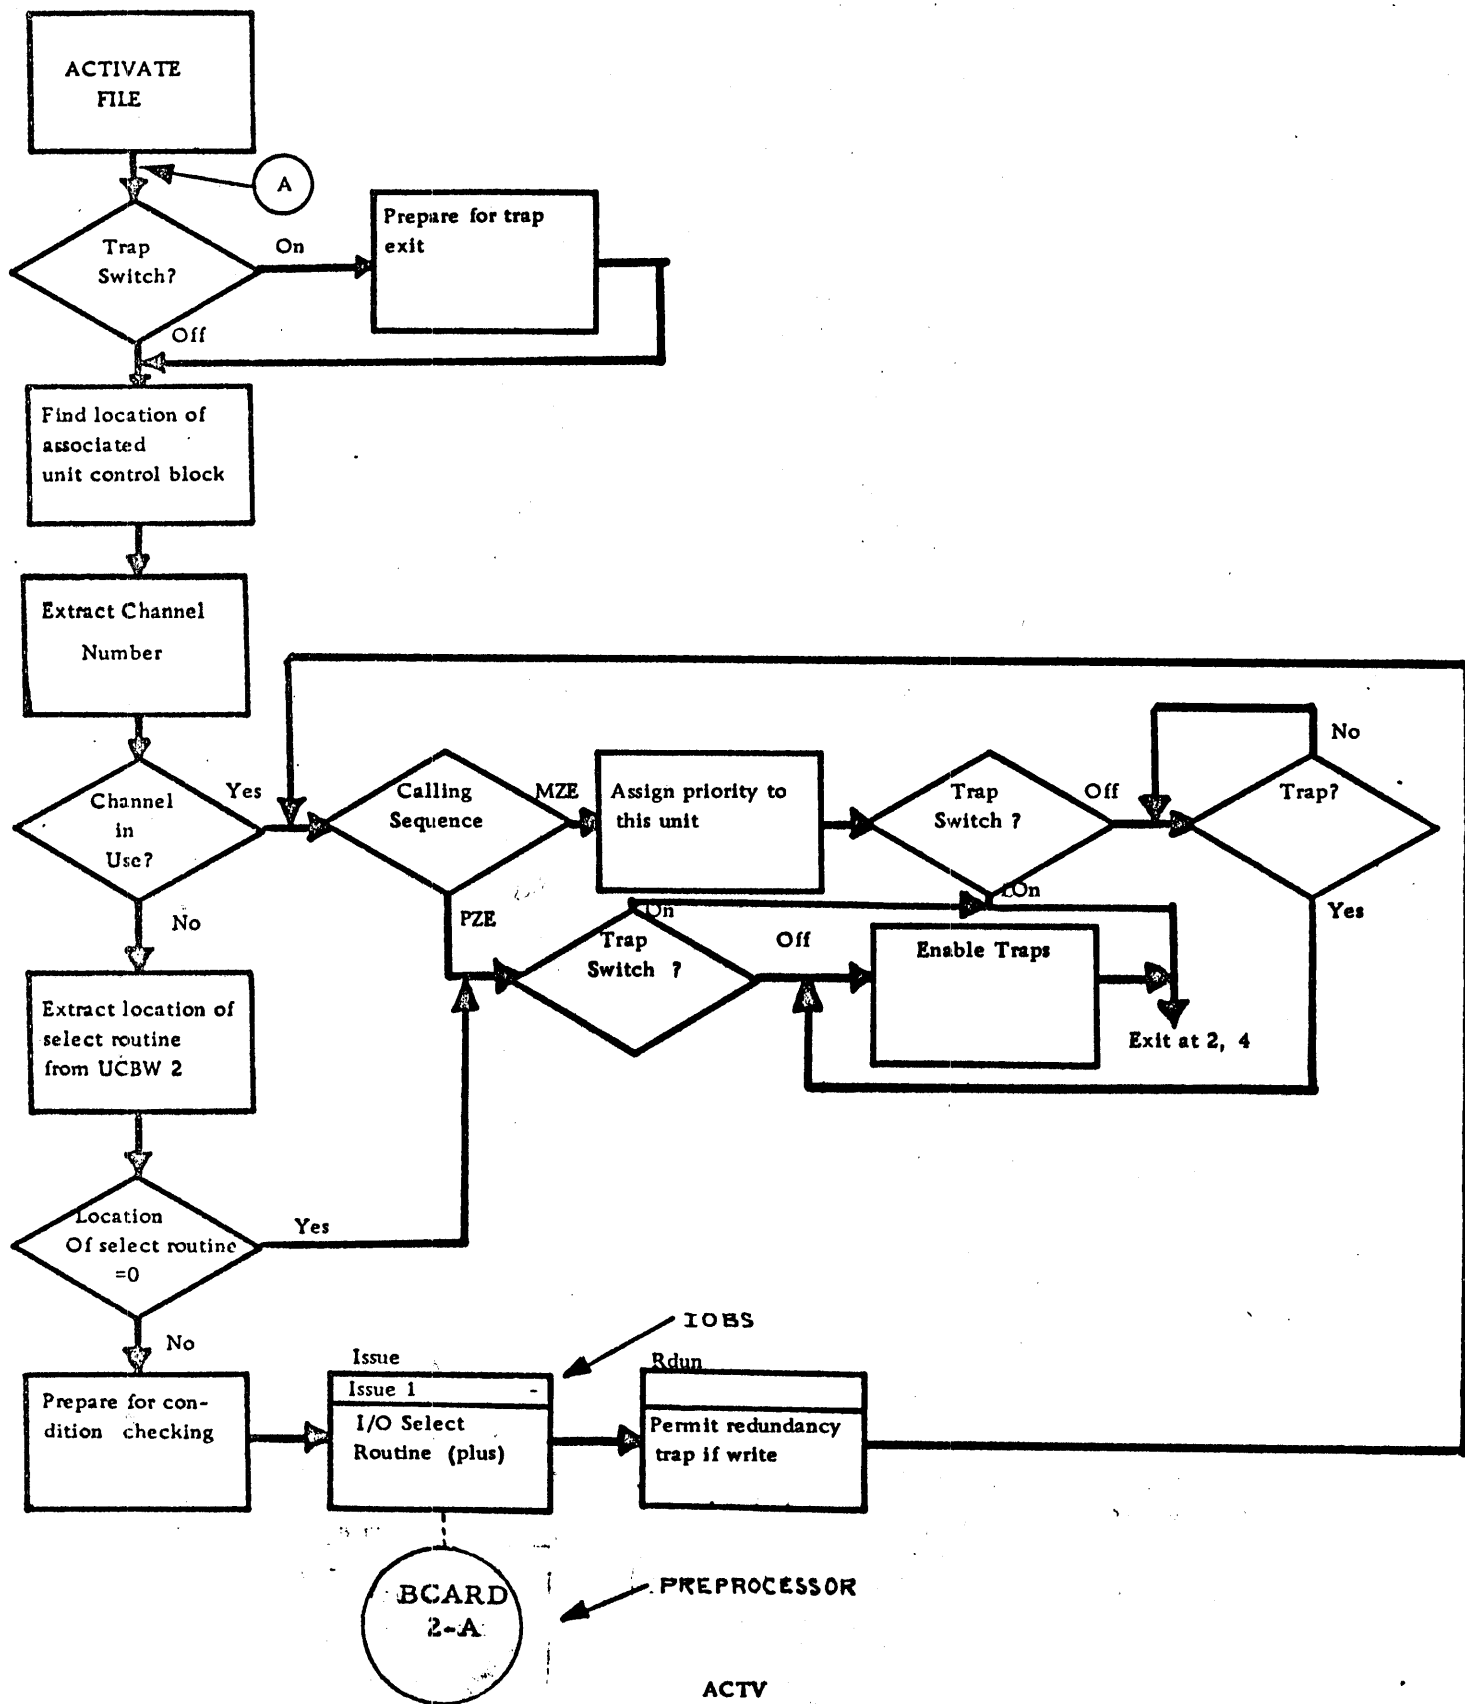 ACTIVATE
FILE
A
Trap
Switch?
On
Prepare for trap
exit
Off
Find location of
associated
unit control block
Extract Channel
Number
Channel
in
Use?
Yes
No
Calling
Sequence
MZE
PZE
Assign priority to
this unit
Trap
Switch ?
Off
On
Trap?
No
Yes
On
Trap
Switch ?
Off
Enable Traps
Exit at 2, 4
Extract location of
select routine
from UCBW 2
Location
Of select routine
=0
Yes
No
Prepare for con-
dition checking
Issue
Issue 1 -
I/O Select
Routine (plus)
IOBS
Rdun
Permit redundancy
trap if write
BCARD
2-A
PREPROCESSOR
ACTV